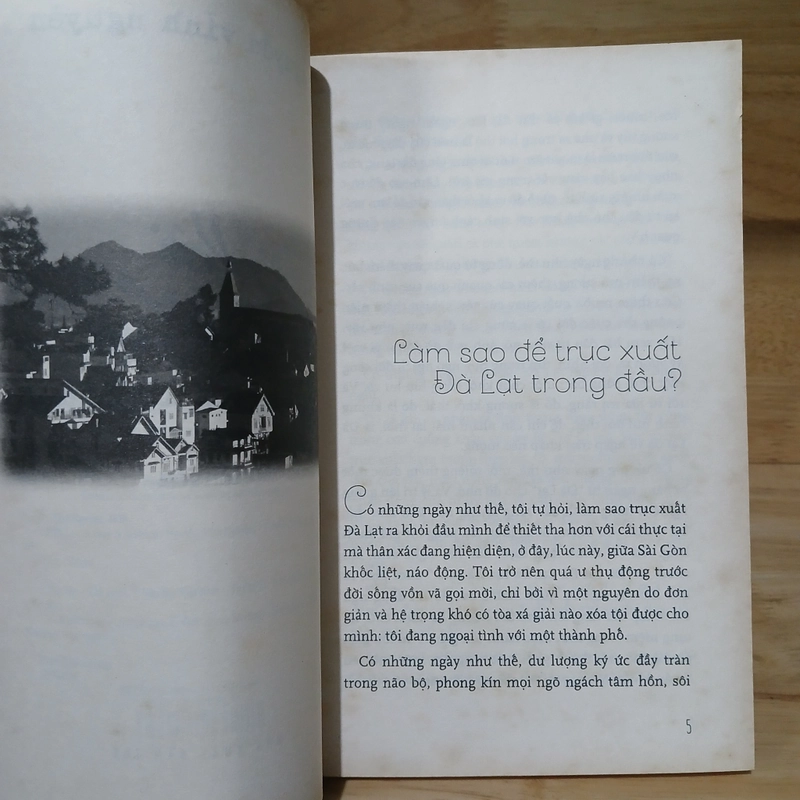 Làm sao để trục xuất
Đà Lạt trong đầu?
Có những ngày như thế, tôi tự hỏi, làm sao trục xuất
Đà Lạt ra khỏi đầu mình để thiết tha hơn với cái thực tại
mà thân xác đang hiện diện, ở đây, lúc này, giữa Sài Gòn
khốc liệt, náo động. Tôi trở nên quá ư thụ động trước
đời sống vồn vã gọi mời, chỉ bởi vì một nguyên do đơn
giản và hệ trọng khó có tòa xá giải nào xóa tội được cho
mình: tôi đang ngoại tình với một thành phố.
Có những ngày như thế, dư lượng ký ức đầy tràn
trong não bộ, phong kín mọi ngõ ngách tâm hồn, sôi
5